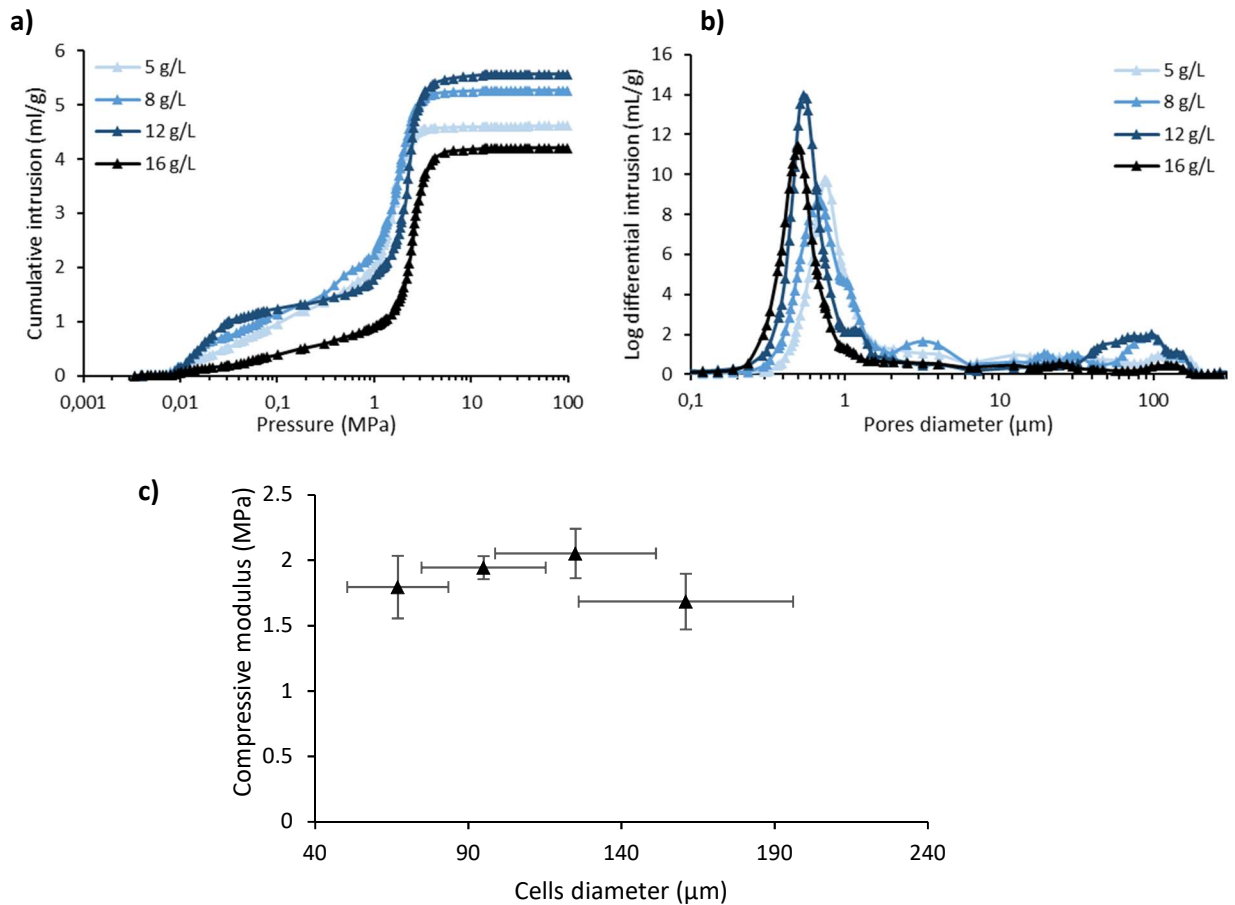 a)
Cumulative intrusion (ml/g)
6
5
4
3
2
1
0
5 g/L
8 g/L
12 g/L
16 g/L
0,001
0,01
0,1
1
10
100
Pressure (MPa)
b)
Log differential intrusion (mL/g)
16
14
12
10
8
6
4
2
0
5 g/L
8 g/L
12 g/L
16 g/L
0,1
1
10
100
Pores diameter (µm)
c)
Compressive modulus (MPa)
2.5
2
1.5
1
0.5
0
40
90
140
190
240
Cells diameter (µm)